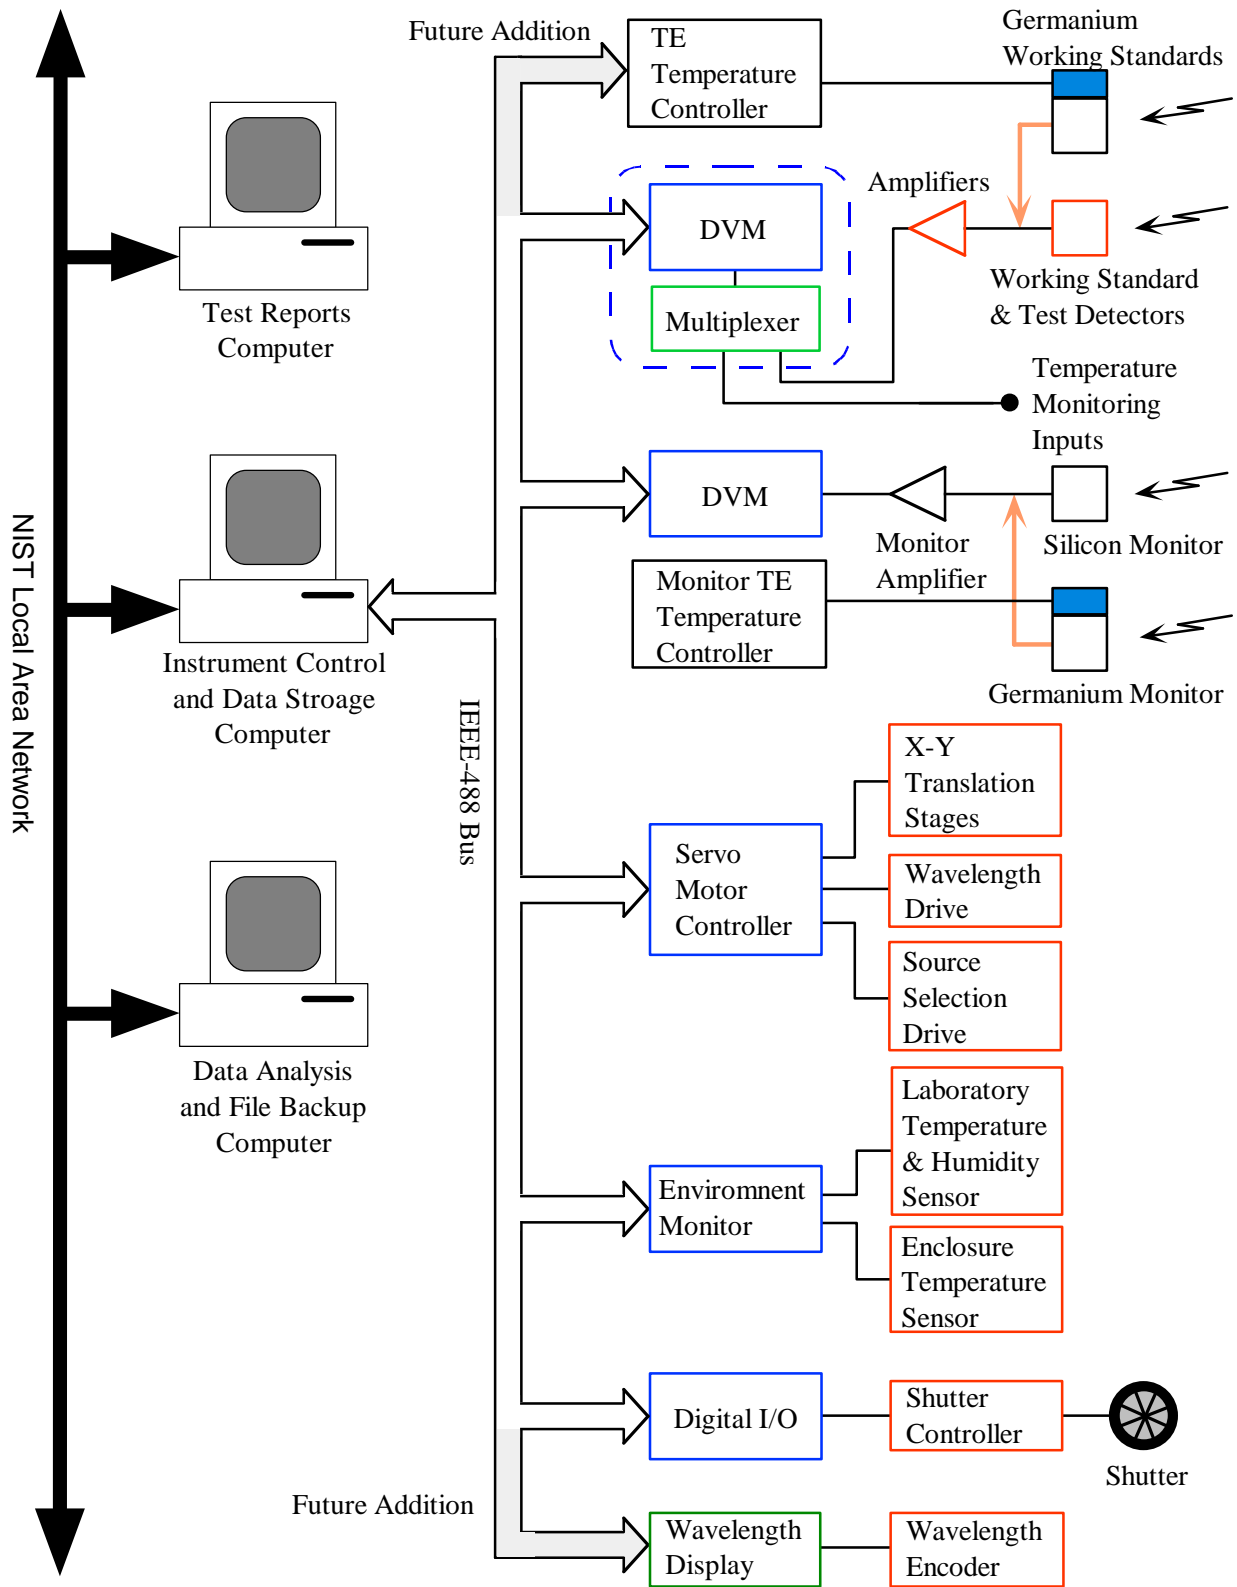 Future Addition
TE
Temperature
Controller
Germanium
Working Standards
DVM
Multiplexer
Amplifiers
Working Standard
& Test Detectors
Temperature
Monitoring
Inputs
Test Reports
Computer
DVM
Monitor
Amplifier
Silicon Monitor
Monitor TE
Temperature
Controller
Germanium Monitor
NIST Local Area Network
Instrument Control
and Data Stroage
Computer
IEEE-488 Bus
X-Y
Translation
Stages
Servo
Motor
Controller
Wavelength
Drive
Source
Selection
Drive
Data Analysis
and File Backup
Computer
Laboratory
Temperature
& Humidity
Sensor
Enviromnent
Monitor
Enclosure
Temperature
Sensor
Digital I/O
Shutter
Controller
Shutter
Future Addition
Wavelength
Display
Wavelength
Encoder